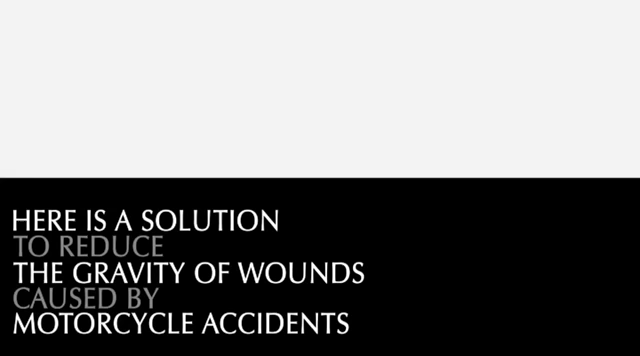 HERE IS A SOLUTION
TO REDUCE
THE GRAVITY OF WOUNDS
CAUSED BY
MOTORCYCLE ACCIDENTS